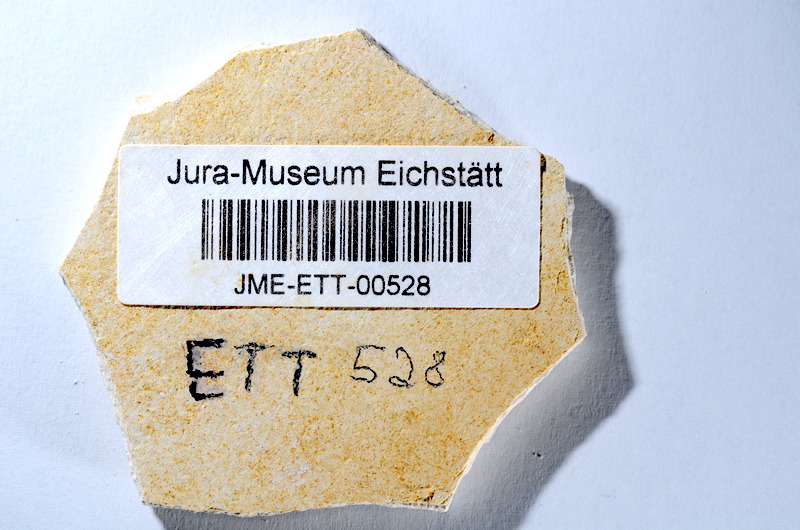 Jura-Museum Eichstätt
JME-ETT-00528
ETT 528